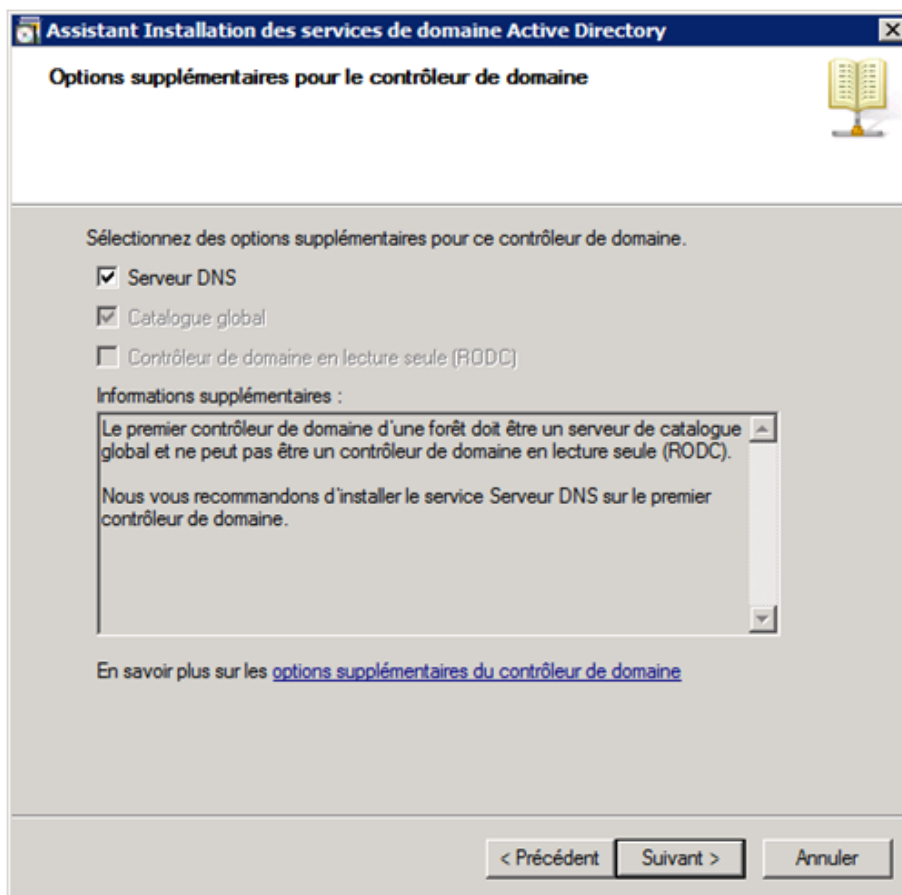 Assistant Installation des services de domaine Active Directory
Options supplémentaires pour le contrôleur de domaine
Sélectionnez des options supplémentaires pour ce contrôleur de domaine.
Serveur DNS
Catalogue global
Contrôleur de domaine en lecture seule (RODC)
Informations supplémentaires :
Le premier contrôleur de domaine d'une forêt doit être un serveur de catalogue
global et ne peut pas être un contrôleur de domaine en lecture seule (RODC).
Nous vous recommandons d'installer le service Serveur DNS sur le premier
contrôleur de domaine.
En savoir plus sur les options supplémentaires du contrôleur de domaine
< Précédent Suivant > Annuler